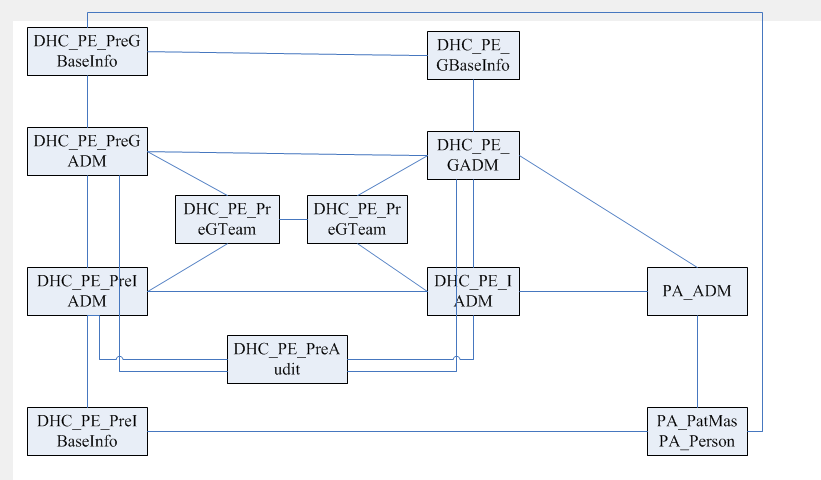 DHC_PE_PreG
BaseInfo
DHC_PE_
GBaseInfo
DHC_PE_PreG
ADM
DHC_PE_
GADM
DHC_PE_Pr
eGTeam
DHC_PE_Pr
eGTeam
DHC_PE_PreI
ADM
DHC_PE_I
ADM
PA_ADM
DHC_PE_PreA
udit
DHC_PE_PreI
BaseInfo
PA_PatMas
PA_Person